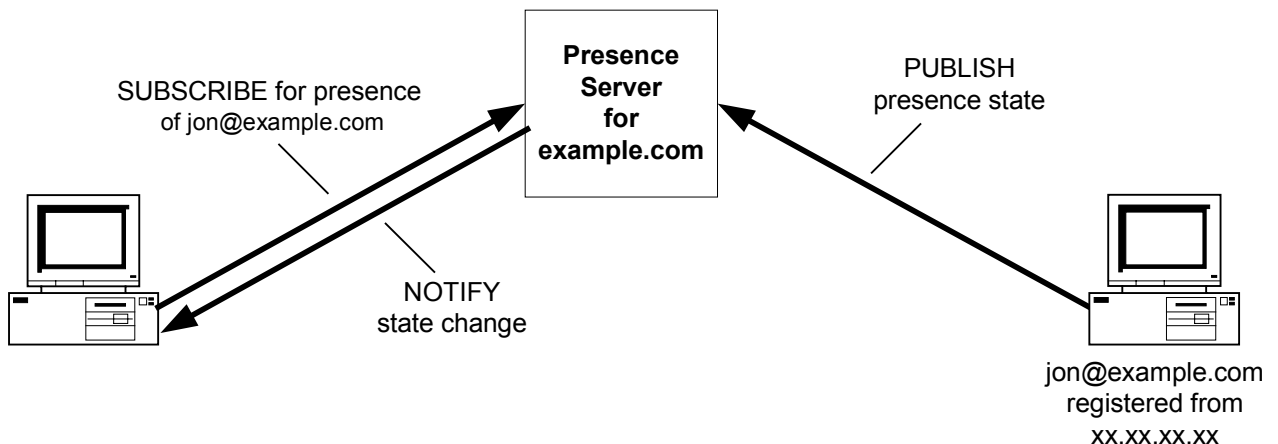 Presence
Server
for
example.com
SUBSCRIBE for presence
of jon@example.com
PUBLISH
presence state
NOTIFY
state change
jon@example.com
registered from
xx.xx.xx.xx